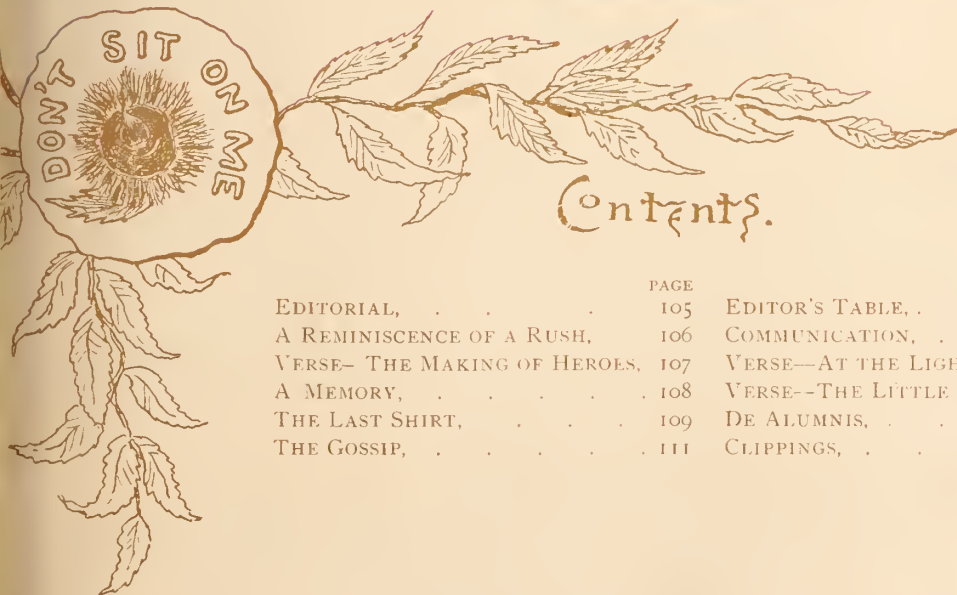 DON'T SIT ON ME
Contents.
PAGE
EDITORIAL, . . . 105
A REMINISCENCE OF A RUSH, 106
VERSE– THE MAKING OF HEROES, 107
A MEMORY, . . . . . 108
THE LAST SHIRT, . . . 109
THE GOSSIP, . . . . . 111
EDITOR'S TABLE, .
COMMUNICATION, .
VERSE—AT THE
VERSE--THE LITTLE
DE ALUMNIS, . .
CLIPPINGS, . .